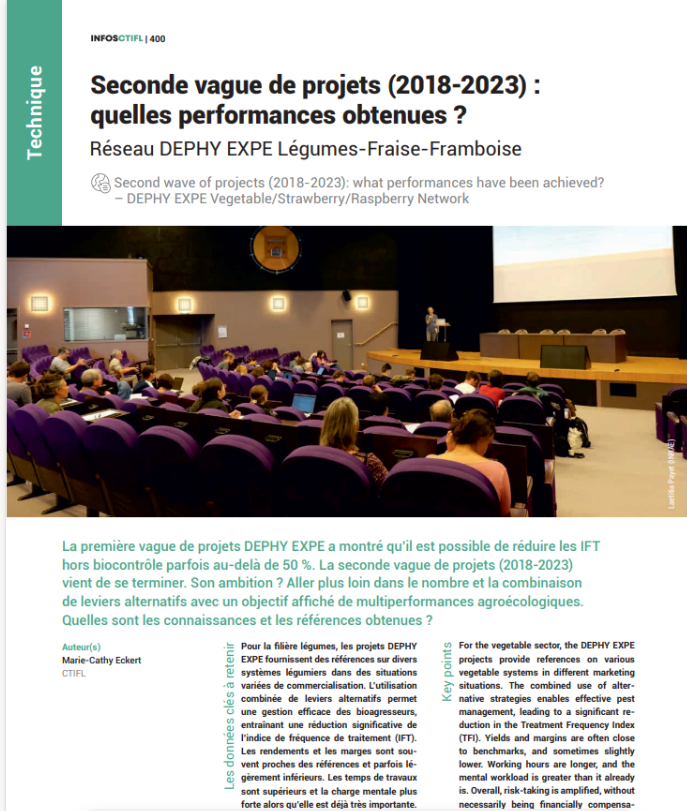 INFOSCTIFL | 400
Technique
Seconde vague de projets (2018-2023) :
quelles performances obtenues ?
Réseau DEPHY EXPE Légumes-Fraise-Framboise
Second wave of projects (2018-2023): what performances have been achieved?
– DEPHY EXPE Vegetable/Strawberry/Raspberry Network
Laetitia Payet (INRAE)
La première vague de projets DEPHY EXPE a montré qu'il est possible de réduire les IFT
hors biocontrôle parfois au-delà de 50 %. La seconde vague de projets (2018-2023)
vient de se terminer. Son ambition ? Aller plus loin dans le nombre et la combinaison
de leviers alternatifs avec un objectif affiché de multiperformances agroécologiques.
Quelles sont les connaissances et les références obtenues ?
Auteur(s)
Marie-Cathy Eckert
CTIFL
Les données clés à retenir
Pour la filière légumes, les projets DEPHY
EXPE fournissent des références sur divers
systèmes légumiers dans des situations
variées de commercialisation. L'utilisation
combinée de leviers alternatifs permet
une gestion efficace des bioagresseurs,
entraînant une réduction significative de
l'indice de fréquence de traitement (IFT).
Les rendements et les marges sont sou-
vent proches des références et parfois lé-
gèrement inférieurs. Les temps de travaux
sont supérieurs et la charge mentale plus
forte alors qu'elle est déjà très importante.
Key points
For the vegetable sector, the DEPHY EXPE
projects provide references on various
vegetable systems in different marketing
situations. The combined use of alter-
native strategies enables effective pest
management, leading to a significant re-
duction in the Treatment Frequency Index
(TFI). Yields and margins are often close
to benchmarks, and sometimes slightly
lower. Working hours are longer, and the
mental workload is greater than it already
is. Overall, risk-taking is amplified, without
necessarily being financially compensa-